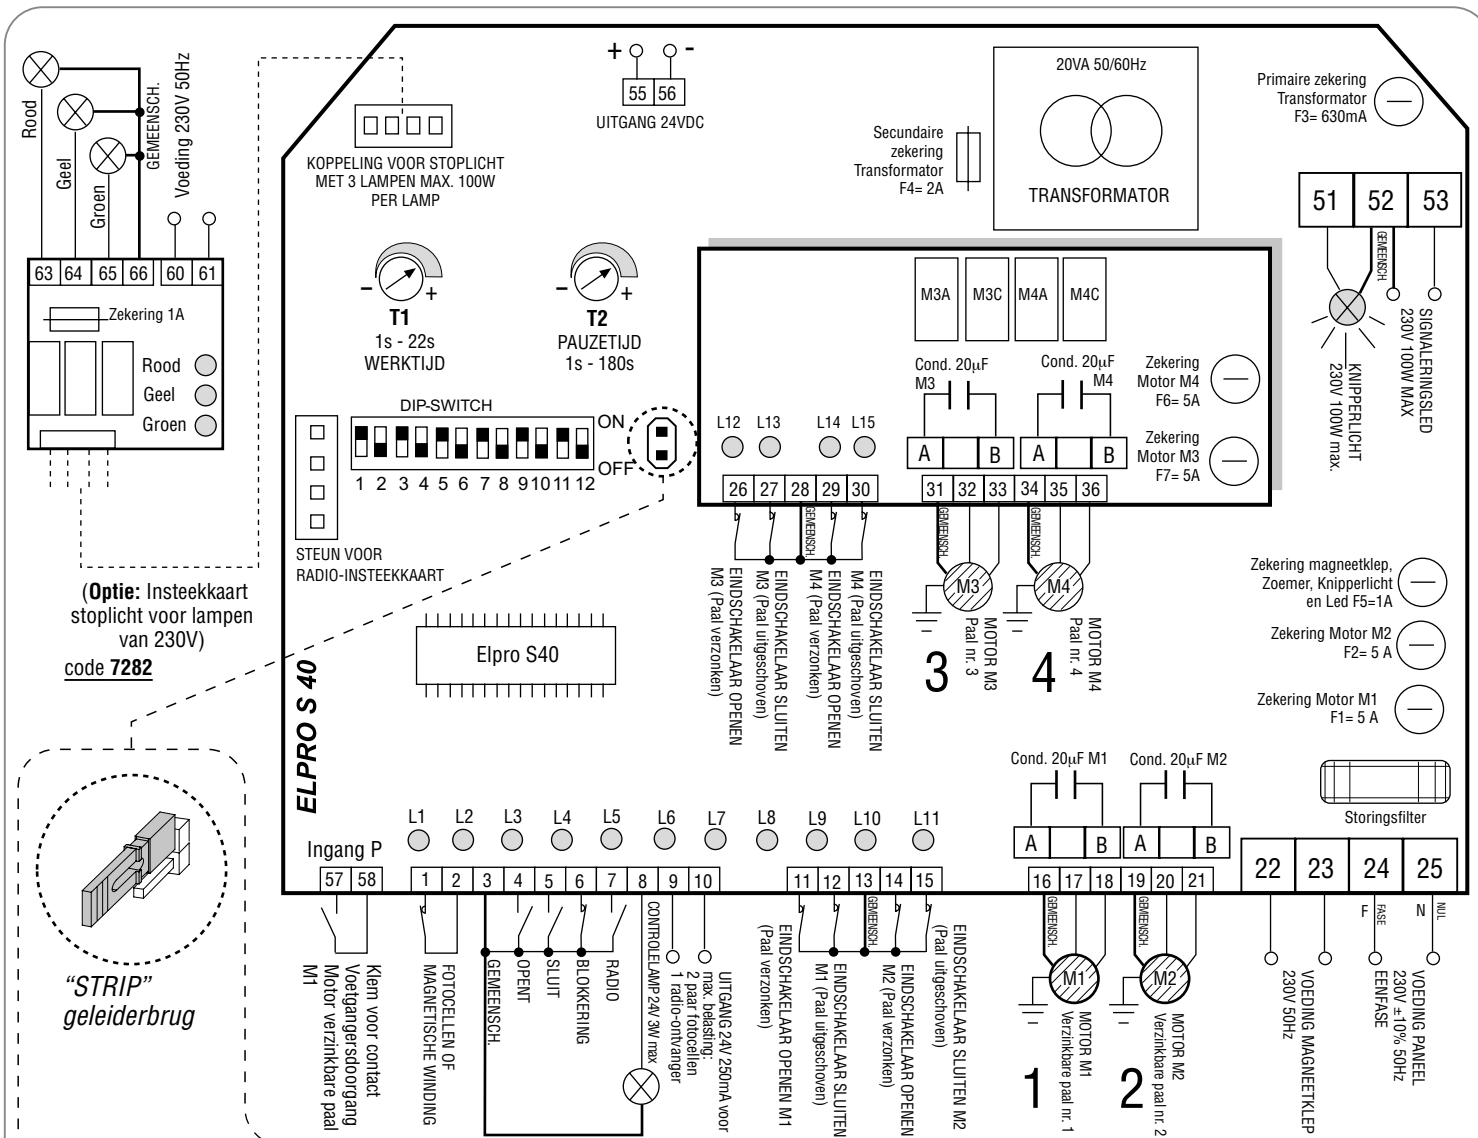 Rood
Geel
Groen
GEMEENSCH.
Voeding 230V 50Hz
63 64 65 66 60 61
Zekering 1A
Rood
Geel
Groen
(Optie: Insteekkaart
stoplicht voor lampen
van 230V)
code 7282
KOPPELING VOOR STOPLICHT
MET 3 LAMPEN MAX. 100W
PER LAMP
+ -
55 56
UITGANG 24VDC
Secundaire
zekering
Transformator
F4= 2A
20VA 50/60Hz
TRANSFORMATOR
Primaire zekering
Transformator
F3= 630mA
51 52 53
GEMEENSCH.
KNIPPERLICHT
230V 100W max.
SIGNALERINGSLED
230V 100W MAX
- +
T1
1s - 22s
WERKTIJD
- +
T2
PAUZETIJD
1s - 180s
DIP-SWITCH
ON
OFF
1 2 3 4 5 6 7 8 9 10 11 12
STEUN VOOR
RADIO-INSTEEKKAART
M3A M3C M4A M4C
Cond. 20µF
M3
Cond. 20µF
M4
Zekering
Motor M4
F6= 5A
Zekering
Motor M3
F7= 5A
L12 L13 L14 L15
A B A B
26 27 28 29 30
31 32 33 34 35 36
GEMEENSCH.
GEMEENSCH.
GEMEENSCH.
EINDSCHAKELAAR OPENEN
M3 (Paal verzonken)
EINDSCHAKELAAR SLUITEN
M3 (Paal uitgeschoven)
EINDSCHAKELAAR OPENEN
M4 (Paal verzonken)
EINDSCHAKELAAR SLUITEN
M4 (Paal uitgeschoven)
M3
MOTOR M3
Paal nr. 3
3
M4
MOTOR M4
Paal nr. 4
4
Zekering magneetklep,
Zoemer, Knipperlicht
en Led F5=1A
Zekering Motor M2
F2= 5 A
Zekering Motor M1
F1= 5 A
Storingsfilter
Elpro S40
ELPRO S 40
"STRIP"
geleiderbrug
L1 L2 L3 L4 L5 L6 L7 L8 L9 L10 L11
Ingang P
57 58
1 2 3 4 5 6 7 8 9 10
11 12 13 14 15
Cond. 20µF M1
Cond. 20µF M2
A B A B
16 17 18 19 20 21
22 23 24 25
Klem voor contact
Voetgangersdoorgang
Motor verzinkbare paal
M1
FOTOCELLEN OF
MAGNETISCHE WINDING
GEMEENSCH.
OPENT
SLUIT
BLOKKERING
RADIO
CONTROLELAMP 24V 3W max
UITGANG 24V 250mA voor
max. belasting:
2 paar fotocellen
1 radio-ontvanger
EINDSCHAKELAAR OPENEN M1
(Paal verzonken)
EINDSCHAKELAAR SLUITEN
M1 (Paal uitgeschoven)
GEMEENSCH.
EINDSCHAKELAAR OPENEN
M2 (Paal verzonken)
EINDSCHAKELAAR SLUITEN M2
(Paal uitgeschoven)
GEMEENSCH.
M1
MOTOR M1
Verzinkbare paal nr. 1
1
GEMEENSCH.
M2
MOTOR M2
Verzinkbare paal nr. 2
2
VOEDING MAGNEETKLEP
230V 50Hz
F FASE
N NUL
VOEDING PANEEL
230V ±10% 50Hz
EENFASE